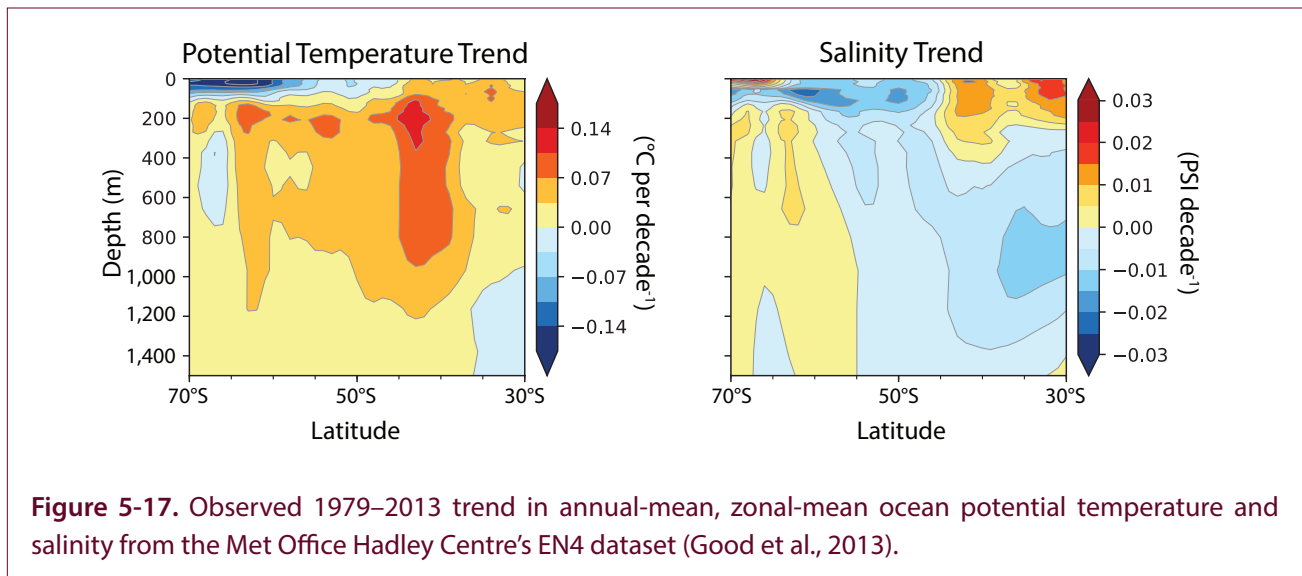 Potential Temperature Trend
0
200
400
600
800
1,000
1,200
1,400
Depth (m)
70°S
50°S
30°S
Latitude
0.14
0.07
0.00
−0.07
−0.14
(°C per decade⁻¹)
Salinity Trend
70°S
50°S
30°S
Latitude
0.03
0.02
0.01
0.00
−0.01
−0.02
−0.03
(PSI decade⁻¹)
Figure 5-17. Observed 1979–2013 trend in annual-mean, zonal-mean ocean potential temperature and
salinity from the Met Office Hadley Centre’s EN4 dataset (Good et al., 2013).